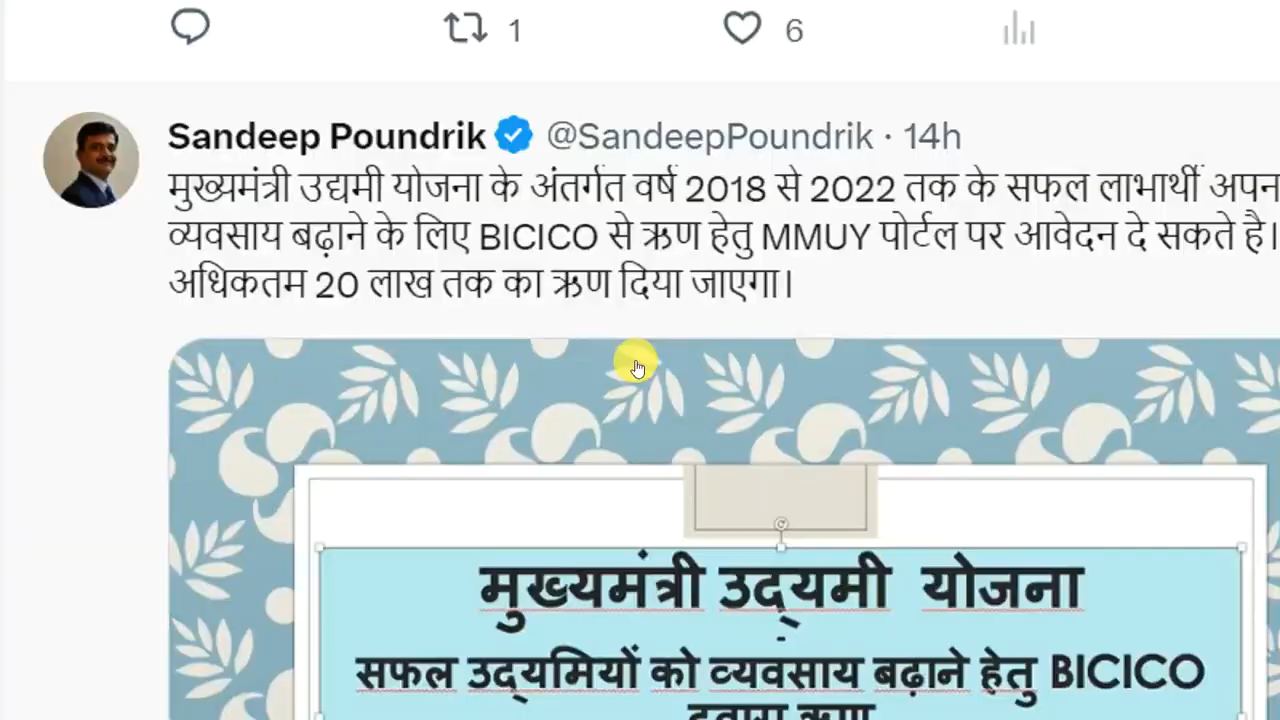 1 6
Sandeep Poundrik @SandeepPoundrik · 14h
मुख्यमंत्री उद्यमी योजना के अंतर्गत वर्ष 2018 से 2022 तक के सफल लाभार्थी अपन
व्यवसाय बढ़ाने के लिए BICICO से ऋण हेतु MMUY पोर्टल पर आवेदन दे सकते है।
अधिकतम 20 लाख तक का ऋण दिया जाएगा।
मुख्यमंत्री उद्यमी योजना
-
सफल उद्यमियों को व्यवसाय बढ़ाने हेतु BICICO
द्वारा ऋण